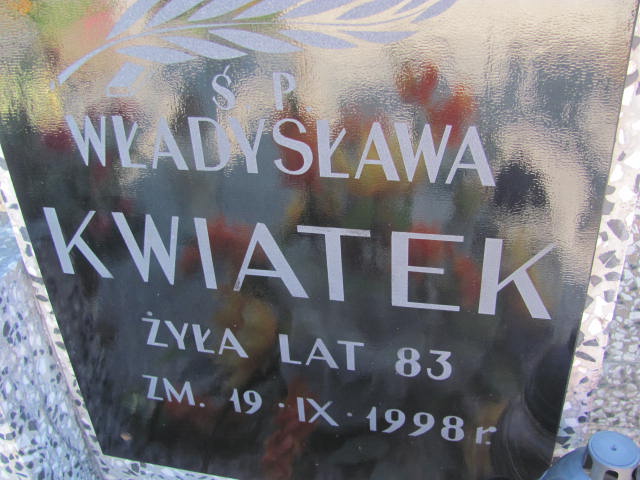 Ś P
WŁADYSŁAWA
KWIATEK
ŻYŁA LAT 83
ZM. 19 · IX · 1998 r.